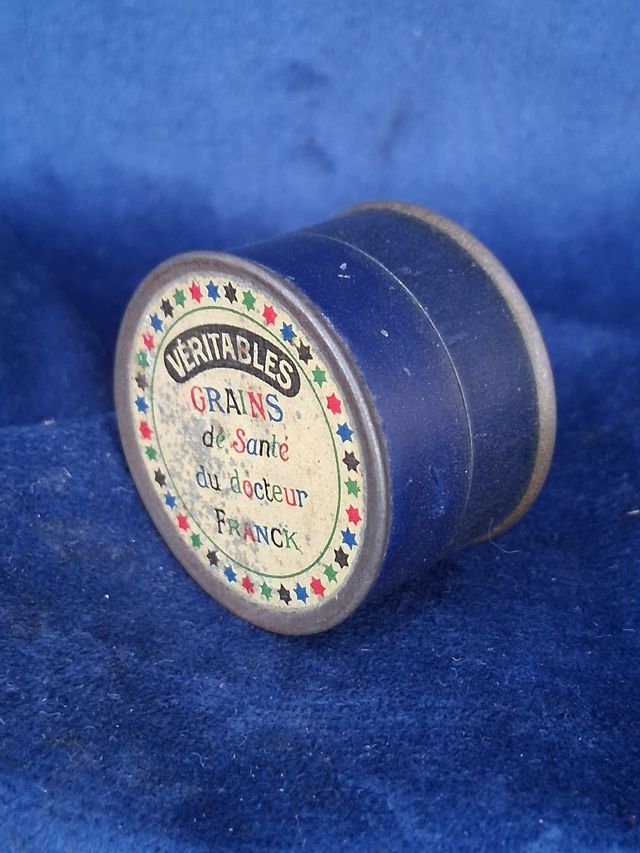 VÉRITABLES
GRAINS
de Santé
du docteur
FRANCK